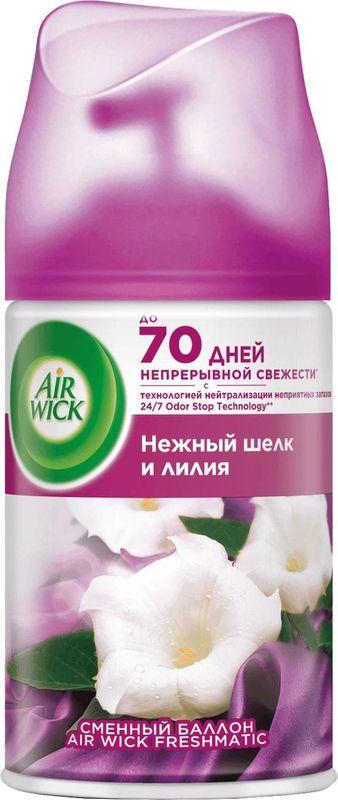 ДО
70 ДНЕЙ
НЕПРЕРЫВНОЙ СВЕЖЕСТИ*
С
ТЕХНОЛОГИЕЙ НЕЙТРАЛИЗАЦИИ НЕПРИЯТНЫХ ЗАПАХОВ
24/7 Odor Stop Technology**
AIR
WICK
Нежный шелк
и лилия
СМЕННЫЙ БАЛЛОН
AIR WICK FRESHMATIC